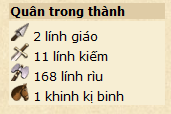 Quân trong thành
2 lính giáo
11 lính kiếm
168 lính rìu
1 khinh kị binh